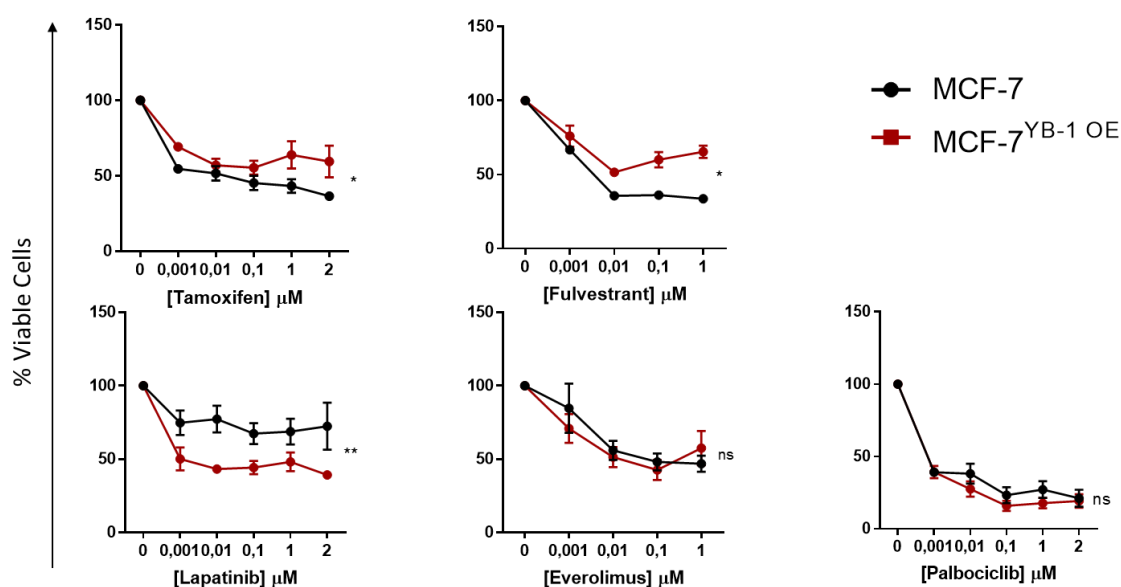 % Viable Cells
150
100
50
0
0 0,001 0,01 0,1 1 2
[Tamoxifen] μM
*
150
100
50
0
0 0,001 0,01 0,1 1
[Fulvestrant] μM
*
MCF-7
MCF-7 YB-1 OE
150
100
50
0
0 0,001 0,01 0,1 1 2
[Lapatinib] μM
**
150
100
50
0
0 0,001 0,01 0,1 1
[Everolimus] μM
ns
150
100
50
0
0 0,001 0,01 0,1 1 2
[Palbociclib] μM
ns